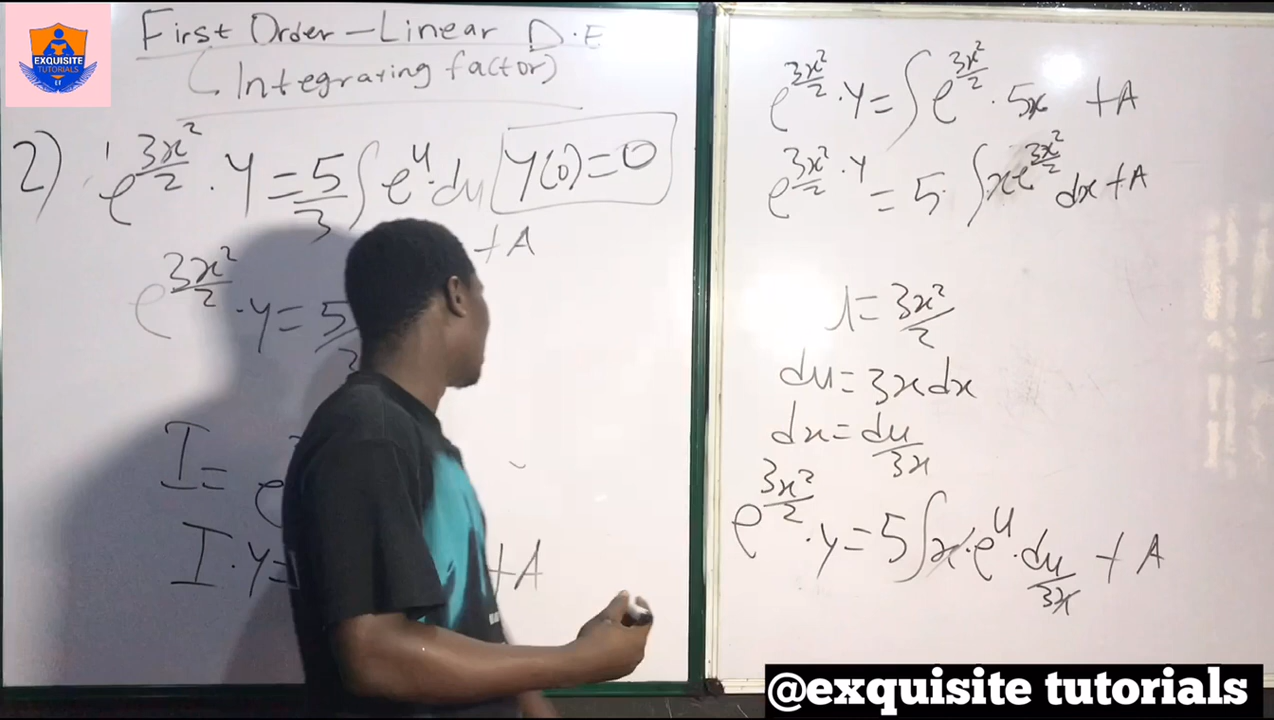 EXQUISITE
TUTORIALS
First Order – Linear D.E
(Integrating factor)
2) e^{3x²/2} · y = 5/3 ∫ e^u · du
y(0) = 0
+ A
e^{3x²/2} · y = 5
I = e
I · y =
+ A
e^{3x²/2} · y = ∫ e^{3x²/2} · 5x + A
e^{3x²/2} · y = 5 · ∫ x e^{3x²/2} dx + A
u = 3x²/2
du = 3x dx
dx = du/3x
e^{3x²/2} · y = 5 ∫ x · e^u · du/3x + A
@exquisite tutorials